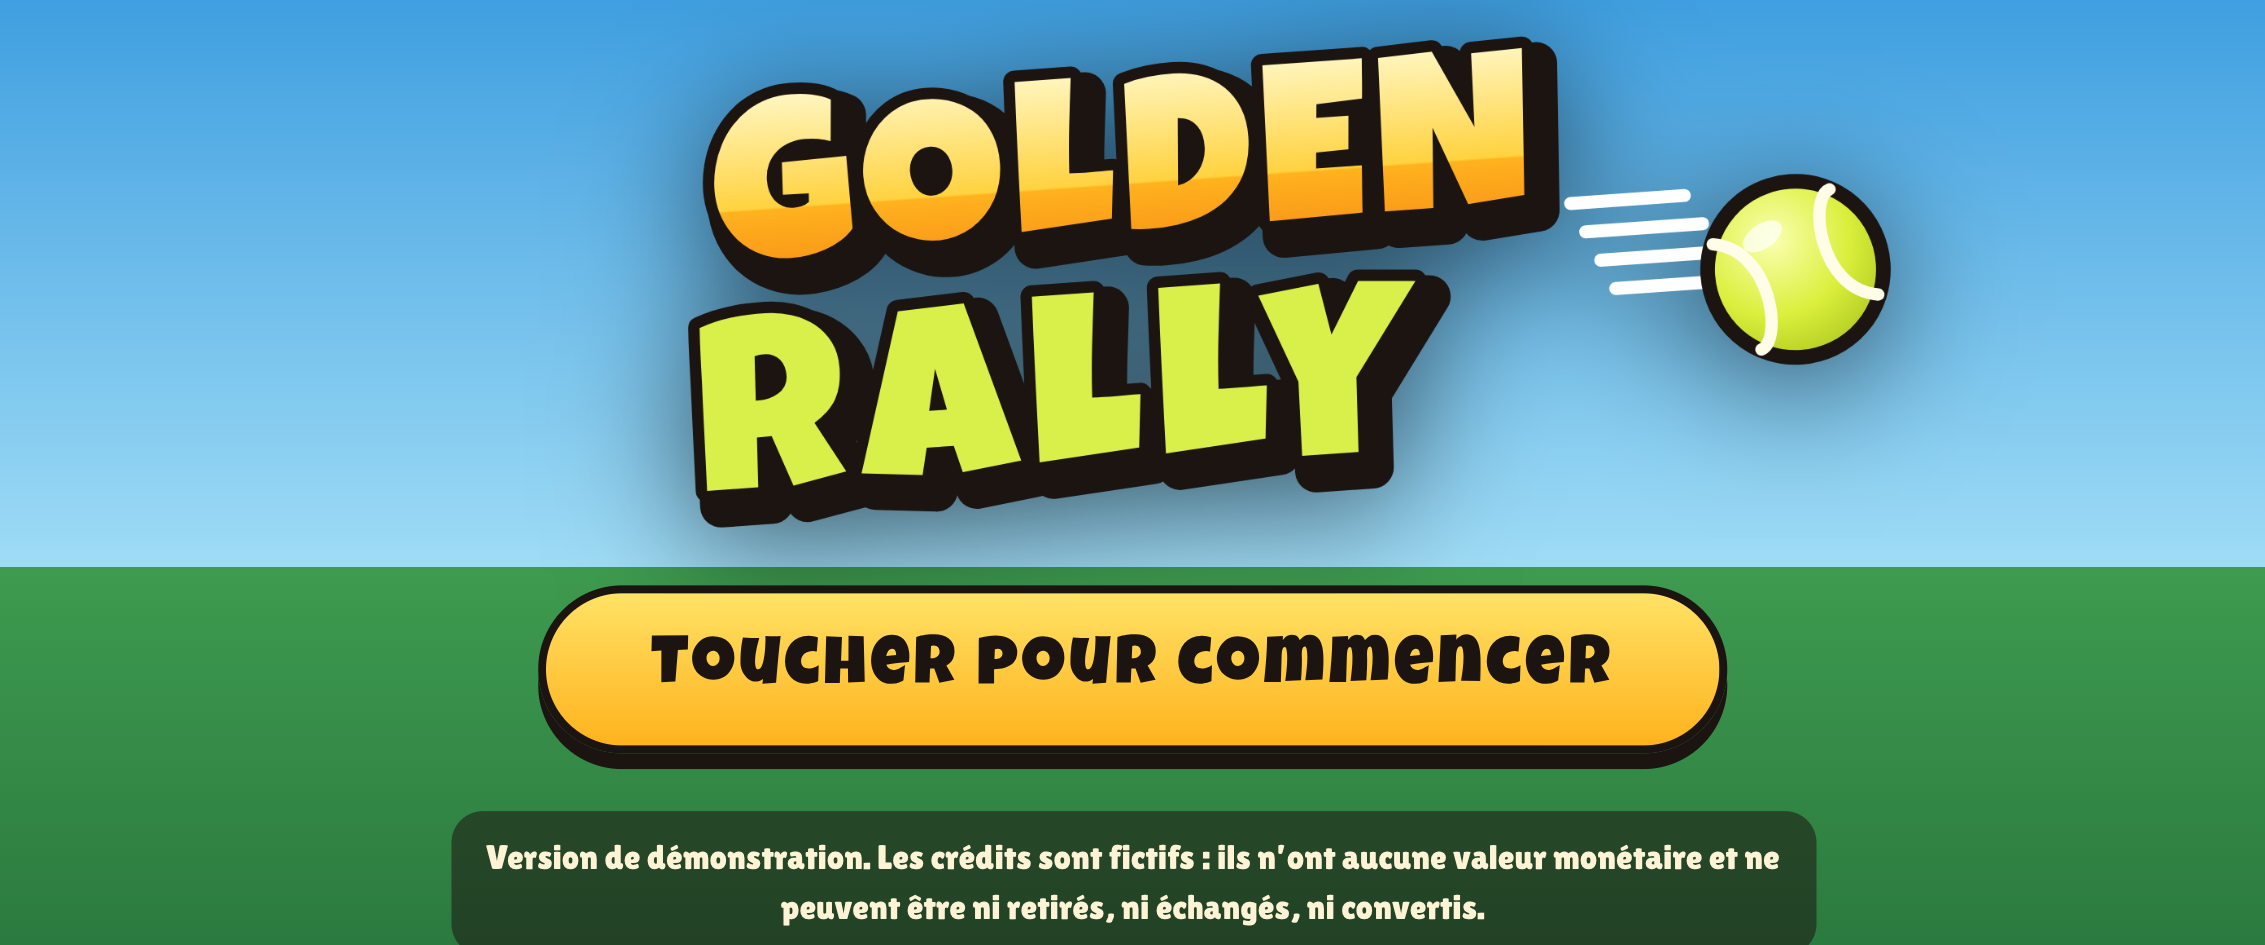 GOLDEN
RALLY
TOUCHER POUR COMMENCER
Version de démonstration. Les crédits sont fictifs : ils n'ont aucune valeur monétaire et ne
peuvent être ni retirés, ni échangés, ni convertis.